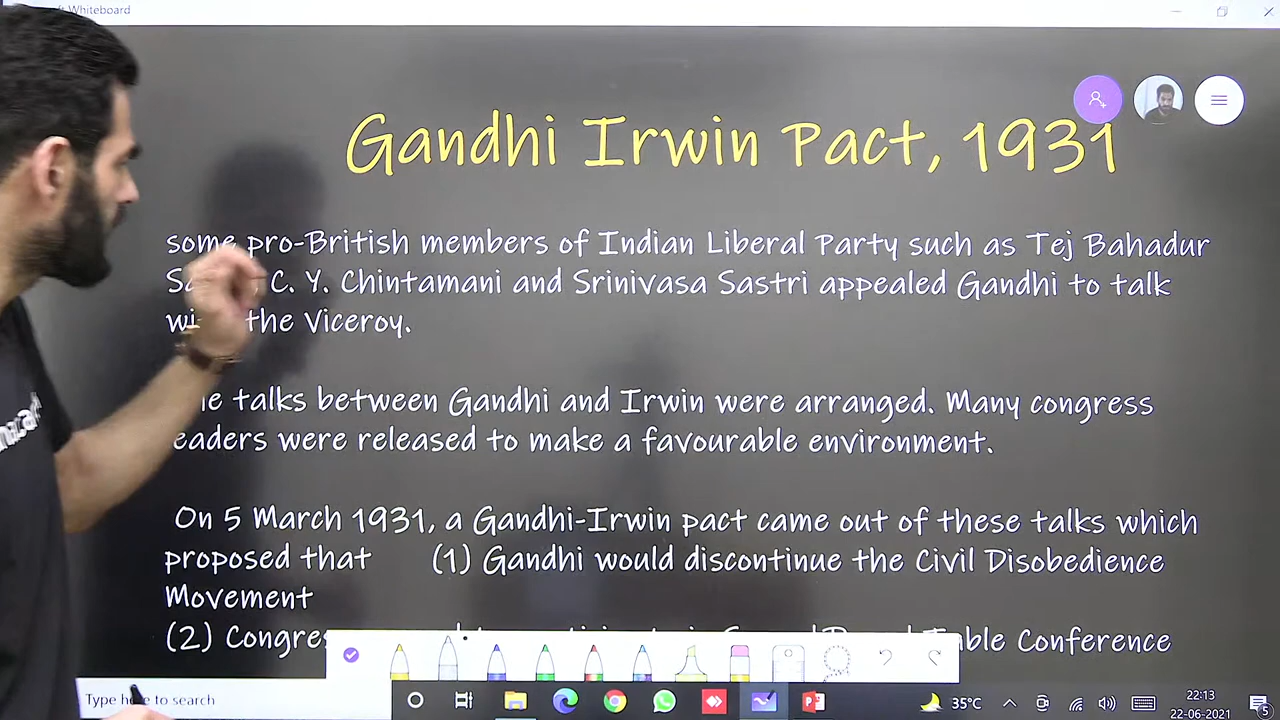 Whiteboard
Gandhi Irwin Pact, 1931
some pro-British members of Indian Liberal Party such as Tej Bahadur
C. Y. Chintamani and Srinivasa Sastri appealed Gandhi to talk
the Viceroy.
talks between Gandhi and Irwin were arranged. Many congress
leaders were released to make a favourable environment.
On 5 March 1931, a Gandhi-Irwin pact came out of these talks which
proposed that (1) Gandhi would discontinue the Civil Disobedience
Movement
(2) Conference
Type here to search
35°C
22:13
22-06-2021
5